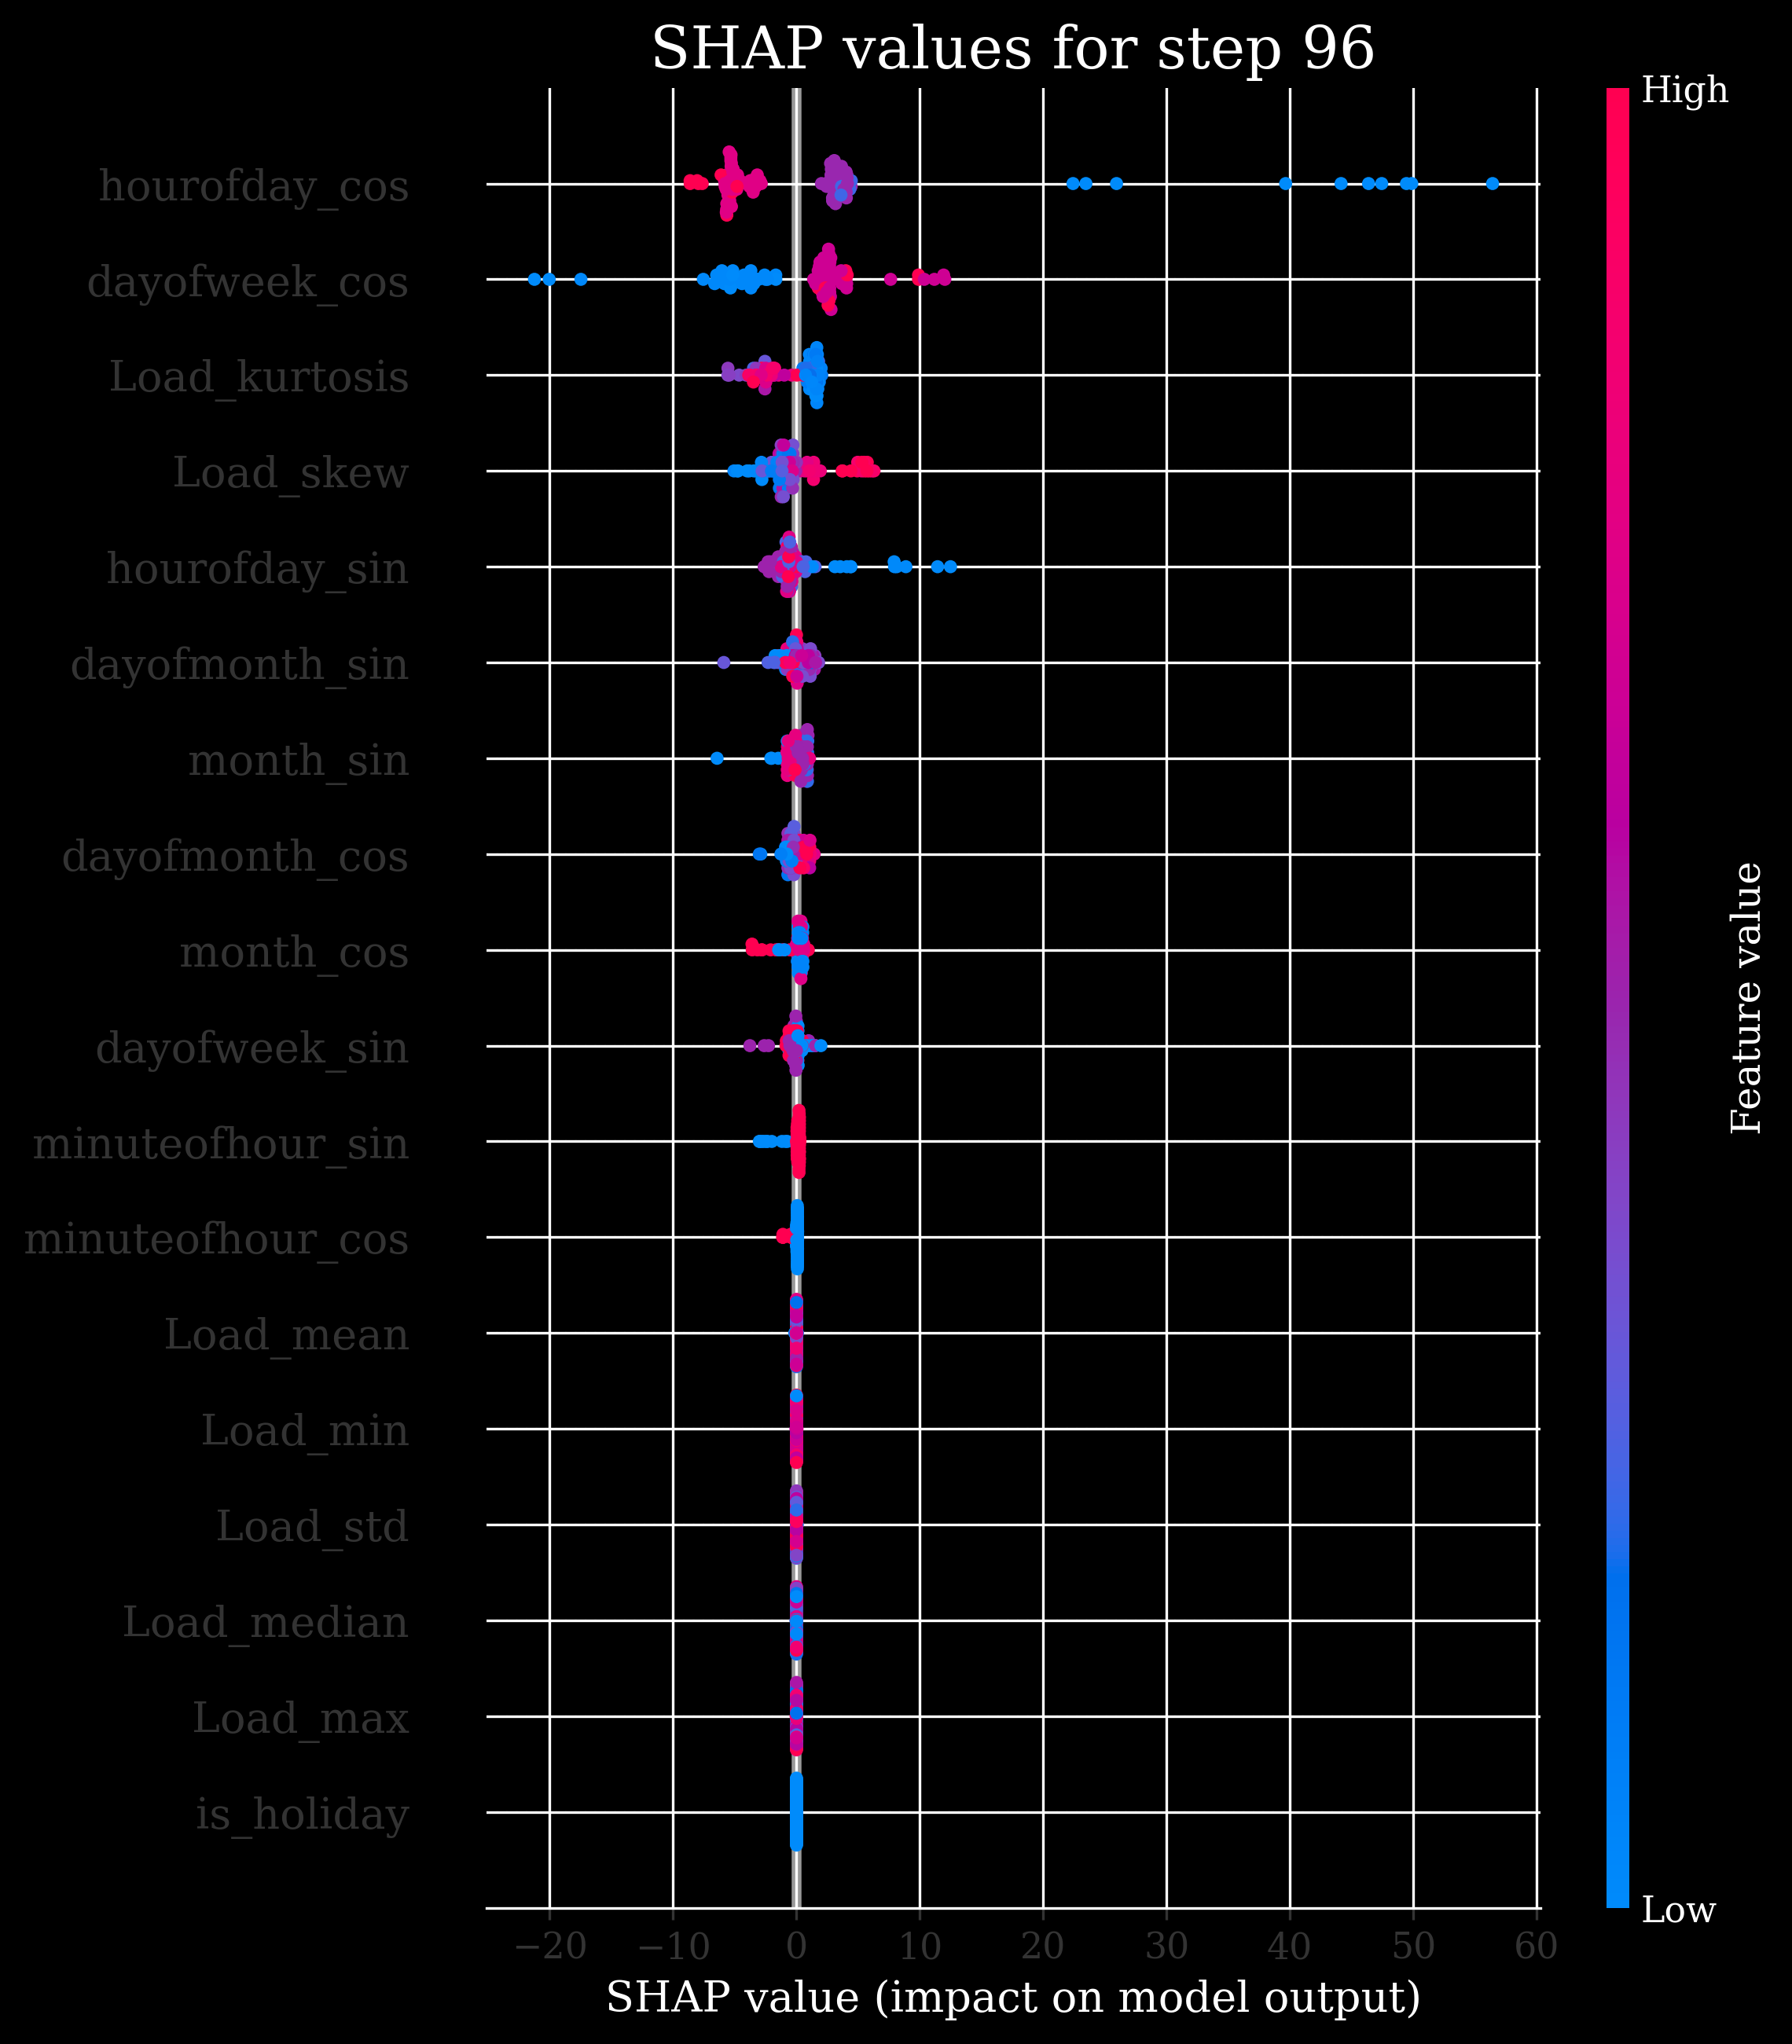 SHAP values for step 96
High
hourofday_cos
dayofweek_cos
Load_kurtosis
Load_skew
hourofday_sin
dayofmonth_sin
month_sin
dayofmonth_cos
month_cos
dayofweek_sin
minuteofhour_sin
minuteofhour_cos
Load_mean
Load_min
Load_std
Load_median
Load_max
is_holiday
Feature value
Low
−20 −10 0 10 20 30 40 50 60
SHAP value (impact on model output)